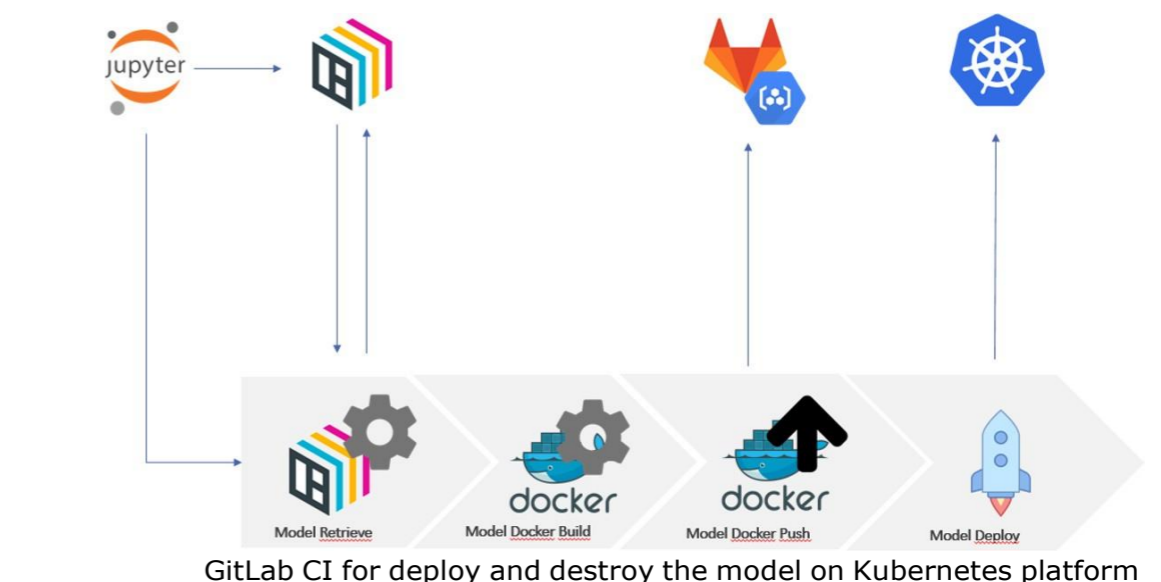 jupyter
docker
docker
Model Retrieve
Model Docker Build
Model Docker Push
Model Deploy
GitLab CI for deploy and destroy the model on Kubernetes platform